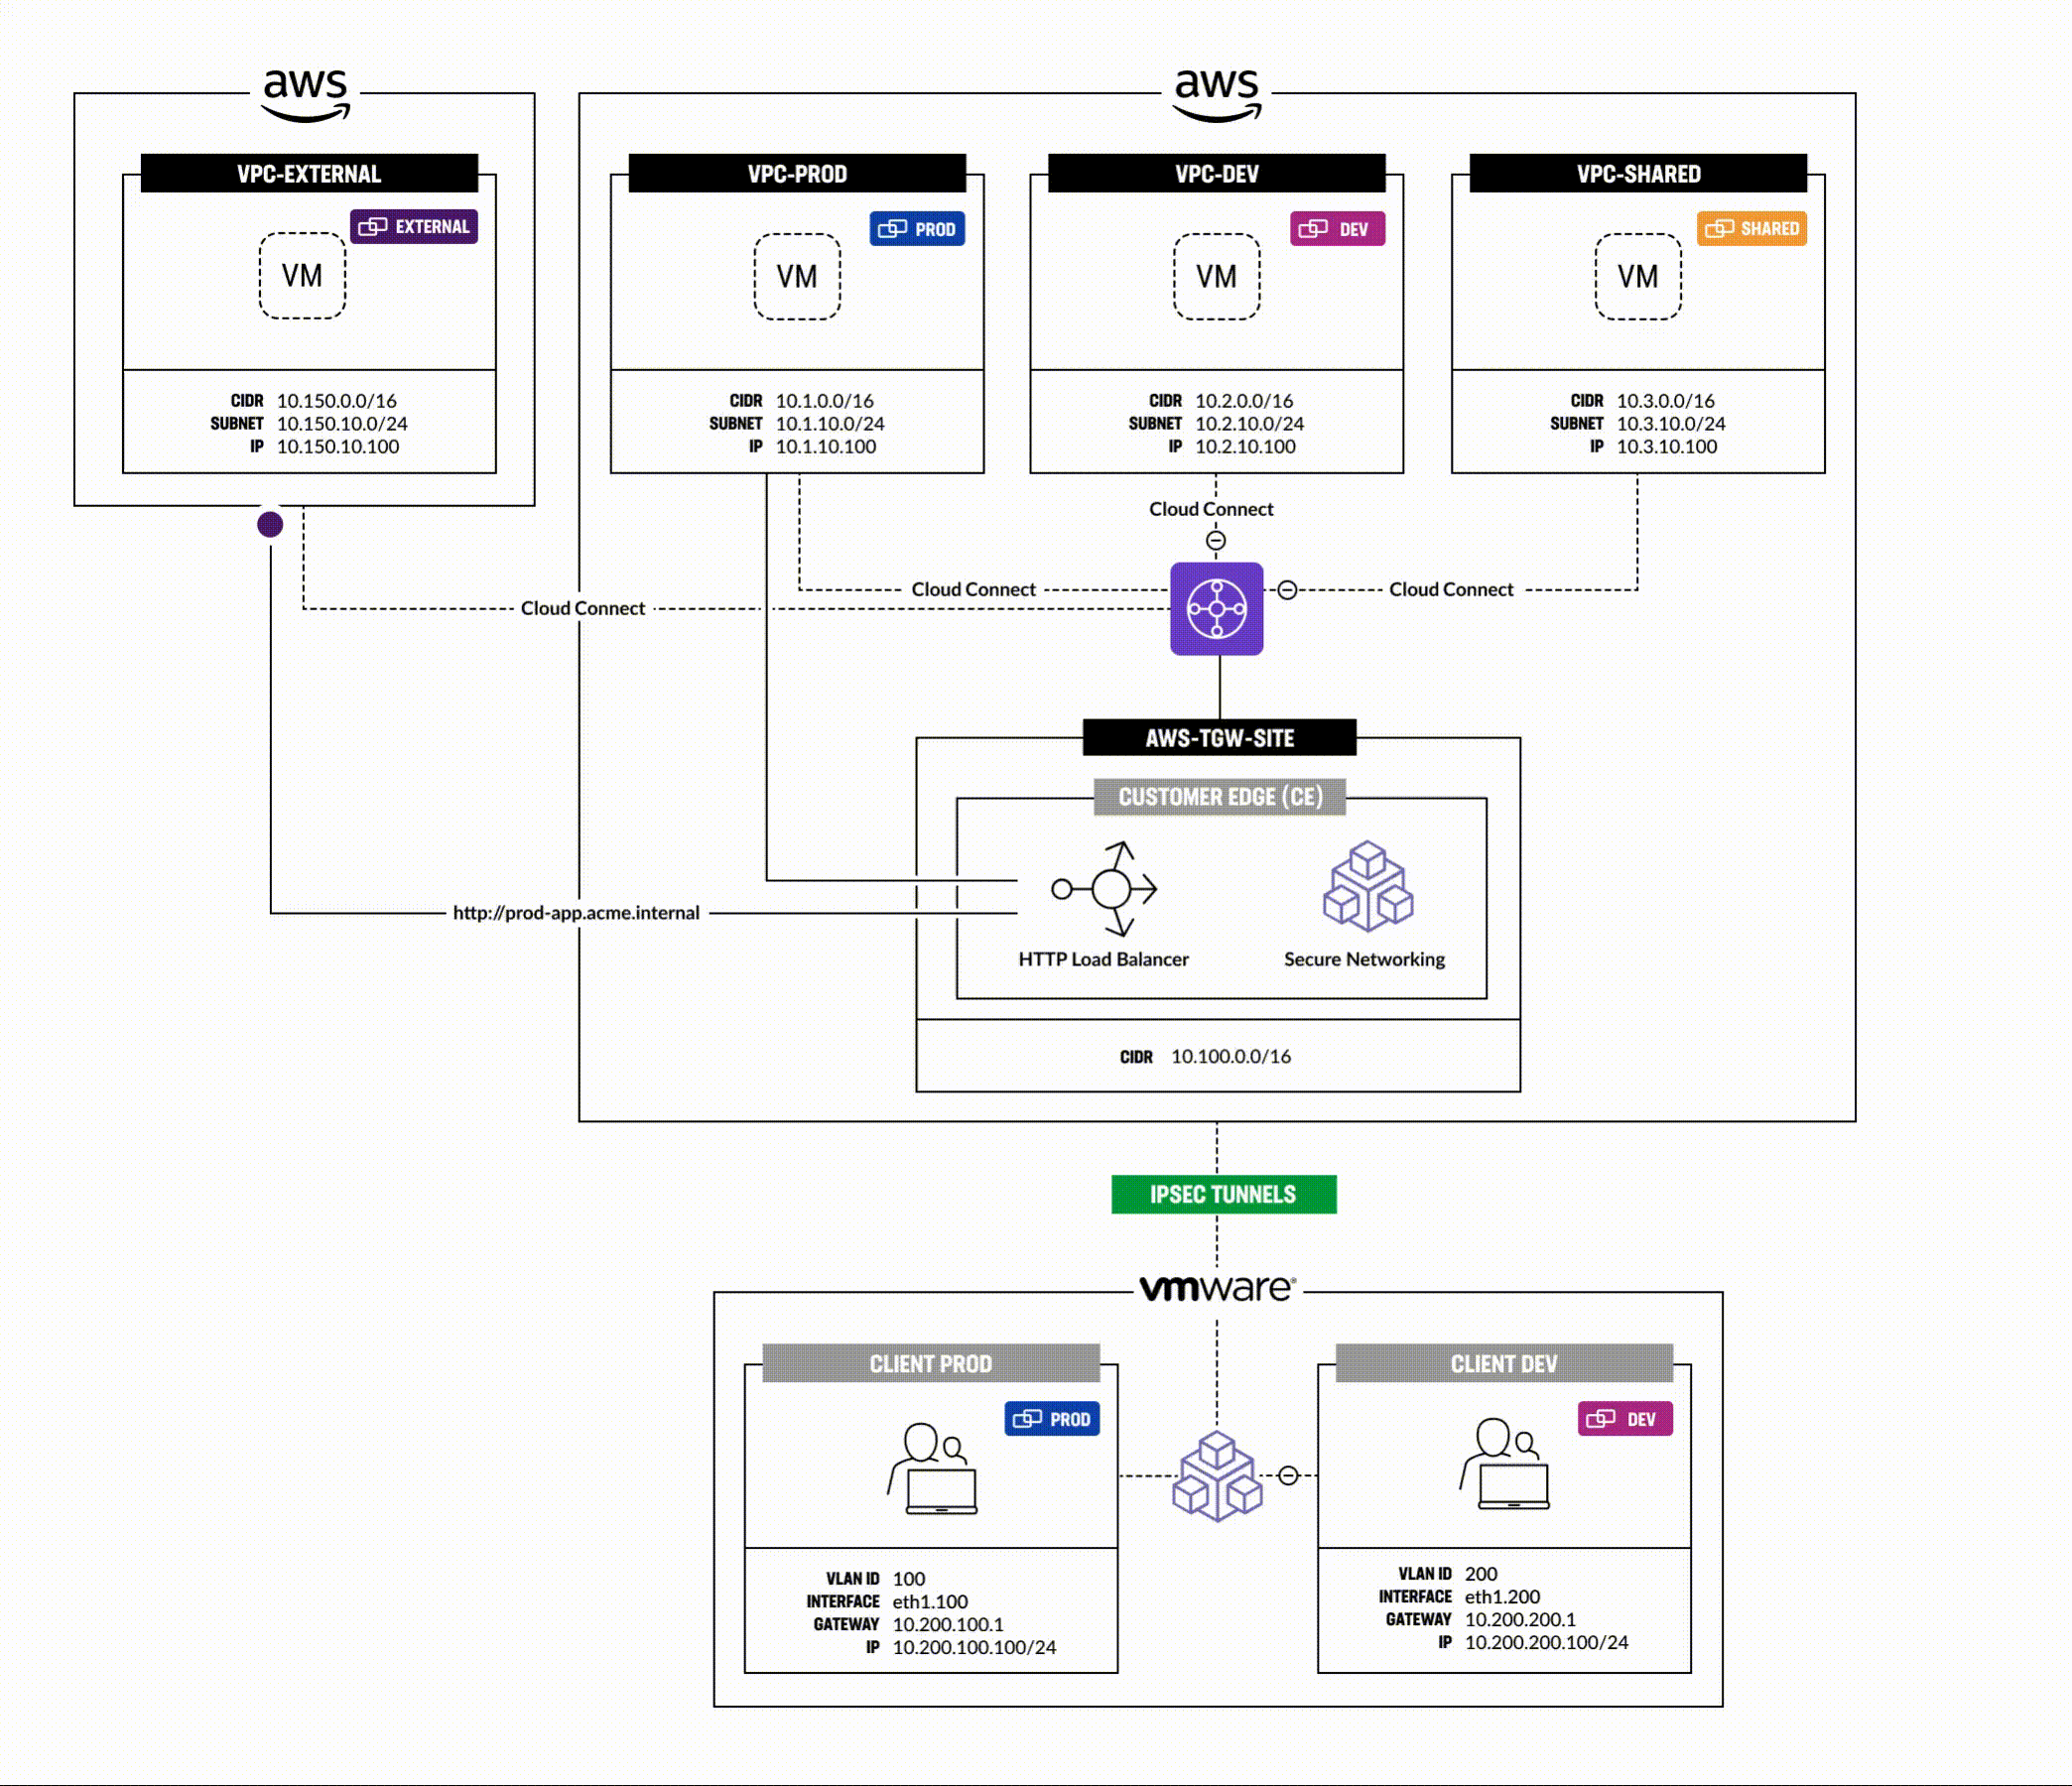 aws
VPC-EXTERNAL
EXTERNAL
VM
CIDR 10.150.0.0/16
SUBNET 10.150.10.0/24
IP 10.150.10.100
aws
VPC-PROD
PROD
VM
CIDR 10.1.0.0/16
SUBNET 10.1.10.0/24
IP 10.1.10.100
VPC-DEV
DEV
VM
CIDR 10.2.0.0/16
SUBNET 10.2.10.0/24
IP 10.2.10.100
VPC-SHARED
SHARED
VM
CIDR 10.3.0.0/16
SUBNET 10.3.10.0/24
IP 10.3.10.100
Cloud Connect
Cloud Connect
Cloud Connect
Cloud Connect
AWS-TGW-SITE
CUSTOMER EDGE (CE)
http://prod-app.acme.internal
HTTP Load Balancer
Secure Networking
CIDR 10.100.0.0/16
IPSEC TUNNELS
vmware®
CLIENT PROD
PROD
VLAN ID 100
INTERFACE eth1.100
GATEWAY 10.200.100.1
IP 10.200.100.100/24
CLIENT DEV
DEV
VLAN ID 200
INTERFACE eth1.200
GATEWAY 10.200.200.1
IP 10.200.200.100/24